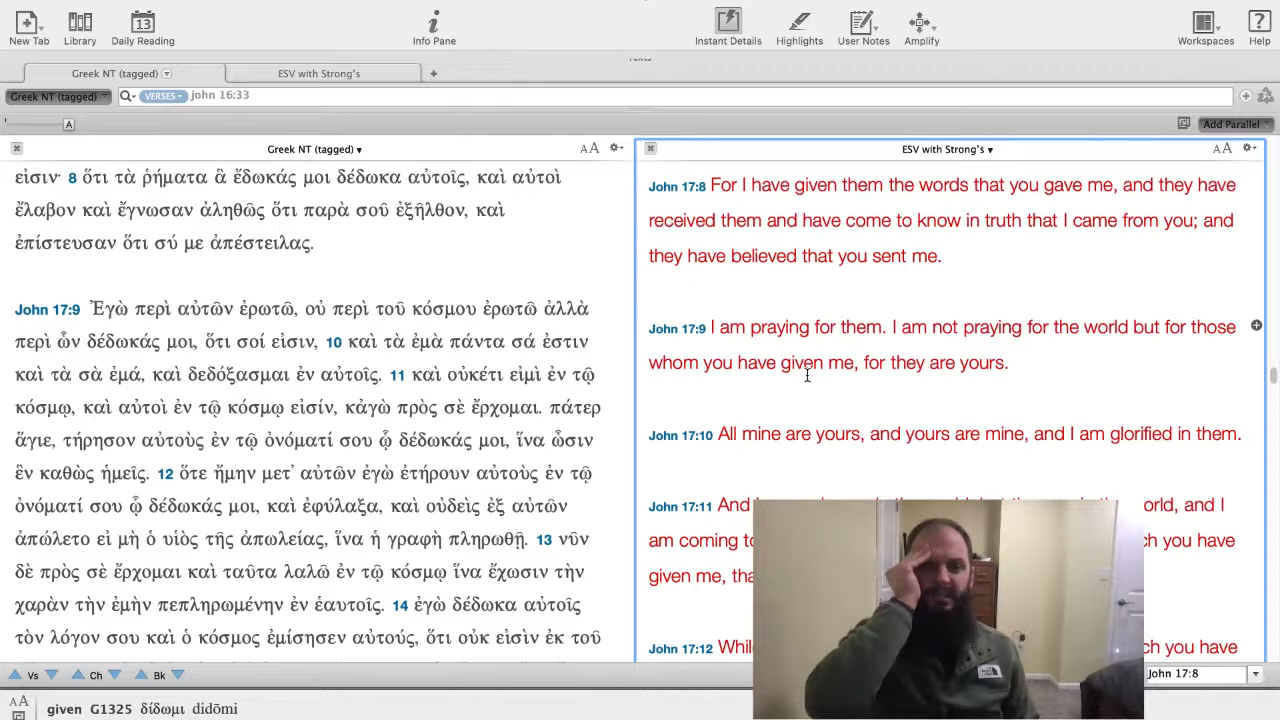 New Tab Library Daily Reading Info Pane Instant Details Highlights User Notes Amplify Workspaces Help
13
Greek NT (tagged) ESV with Strong's
Greek NT (tagged) VERSES john 16:33
A Add Parallel
Greek NT (tagged) AA
εἰσιν· 8 ὅτι τὰ ῥήματα ἃ ἔδωκάς μοι δέδωκα αὐτοῖς, καὶ αὐτοὶ
ἔλαβον καὶ ἔγνωσαν ἀληθῶς ὅτι παρὰ σοῦ ἐξῆλθον, καὶ
ἐπίστευσαν ὅτι σύ με ἀπέστειλας.
John 17:9 Ἐγὼ περὶ αὐτῶν ἐρωτῶ, οὐ περὶ τοῦ κόσμου ἐρωτῶ ἀλλὰ
περὶ ὧν δέδωκάς μοι, ὅτι σοί εἰσιν, 10 καὶ τὰ ἐμὰ πάντα σά ἐστιν
καὶ τὰ σὰ ἐμά, καὶ δεδόξασμαι ἐν αὐτοῖς. 11 καὶ οὐκέτι εἰμὶ ἐν τῷ
κόσμῳ, καὶ αὐτοὶ ἐν τῷ κόσμῳ εἰσίν, κἀγὼ πρὸς σὲ ἔρχομαι. πάτερ
ἅγιε, τήρησον αὐτοὺς ἐν τῷ ὀνόματί σου ᾧ δέδωκάς μοι, ἵνα ὦσιν
ἓν καθὼς ἡμεῖς. 12 ὅτε ἤμην μετ᾽ αὐτῶν ἐγὼ ἐτήρουν αὐτοὺς ἐν τῷ
ὀνόματί σου ᾧ δέδωκάς μοι, καὶ ἐφύλαξα, καὶ οὐδεὶς ἐξ αὐτῶν
ἀπώλετο εἰ μὴ ὁ υἱὸς τῆς ἀπωλείας, ἵνα ἡ γραφὴ πληρωθῇ. 13 νῦν
δὲ πρὸς σὲ ἔρχομαι καὶ ταῦτα λαλῶ ἐν τῷ κόσμῳ ἵνα ἔχωσιν τὴν
χαρὰν τὴν ἐμὴν πεπληρωμένην ἐν ἑαυτοῖς. 14 ἐγὼ δέδωκα αὐτοῖς
τὸν λόγον σου καὶ ὁ κόσμος ἐμίσησεν αὐτούς, ὅτι οὐκ εἰσὶν ἐκ τοῦ
ESV with Strong's AA
John 17:8 For I have given them the words that you gave me, and they have
received them and have come to know in truth that I came from you; and
they have believed that you sent me.
John 17:9 I am praying for them. I am not praying for the world but for those
whom you have given me, for they are yours.
John 17:10 All mine are yours, and yours are mine, and I am glorified in them.
John 17:11 And orld, and I
am coming to ch you have
given me, tha
John 17:12 Whil ch you have
Vs Ch Bk John 17:8
AA given G1325 δίδωμι didōmi